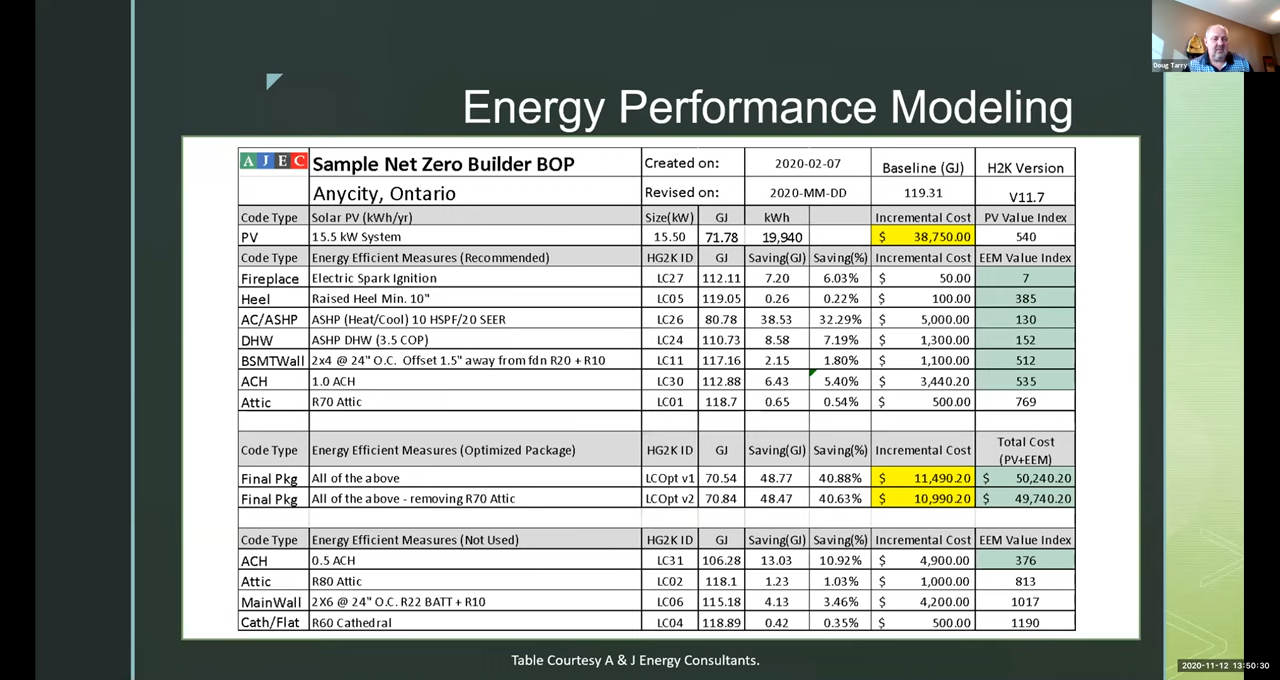 Doug Tarry
Energy Performance Modeling
A J E C Sample Net Zero Builder BOP Created on: 2020-02-07 Baseline (GJ) H2K Version
Anycity, Ontario Revised on: 2020-MM-DD 119.31 V11.7
Code Type Solar PV (kWh/yr) Size(kW) GJ kWh Incremental Cost PV Value Index
PV 15.5 kW System 15.50 71.78 19,940 $ 38,750.00 540
Code Type Energy Efficient Measures (Recommended) HG2K ID GJ Saving(GJ) Saving(%) Incremental Cost EEM Value Index
Fireplace Electric Spark Ignition LC27 112.11 7.20 6.03% $ 50.00 7
Heel Raised Heel Min. 10" LC05 119.05 0.26 0.22% $ 100.00 385
AC/ASHP ASHP (Heat/Cool) 10 HSPF/20 SEER LC26 80.78 38.53 32.29% $ 5,000.00 130
DHW ASHP DHW (3.5 COP) LC24 110.73 8.58 7.19% $ 1,300.00 152
BSMTWall 2x4 @ 24" O.C. Offset 1.5" away from fdn R20 + R10 LC11 117.16 2.15 1.80% $ 1,100.00 512
ACH 1.0 ACH LC30 112.88 6.43 5.40% $ 3,440.20 535
Attic R70 Attic LC01 118.7 0.65 0.54% $ 500.00 769
Code Type Energy Efficient Measures (Optimized Package) HG2K ID GJ Saving(GJ) Saving(%) Incremental Cost Total Cost
(PV+EEM)
Final Pkg All of the above LCOpt v1 70.54 48.77 40.88% $ 11,490.20 $ 50,240.20
Final Pkg All of the above - removing R70 Attic LCOpt v2 70.84 48.47 40.63% $ 10,990.20 $ 49,740.20
Code Type Energy Efficient Measures (Not Used) HG2K ID GJ Saving(GJ) Saving(%) Incremental Cost EEM Value Index
ACH 0.5 ACH LC31 106.28 13.03 10.92% $ 4,900.00 376
Attic R80 Attic LC02 118.1 1.23 1.03% $ 1,000.00 813
MainWall 2X6 @ 24" O.C. R22 BATT + R10 LC06 115.18 4.13 3.46% $ 4,200.00 1017
Cath/Flat R60 Cathedral LC04 118.89 0.42 0.35% $ 500.00 1190
Table Courtesy A & J Energy Consultants.
2020-11-12 13:50:30